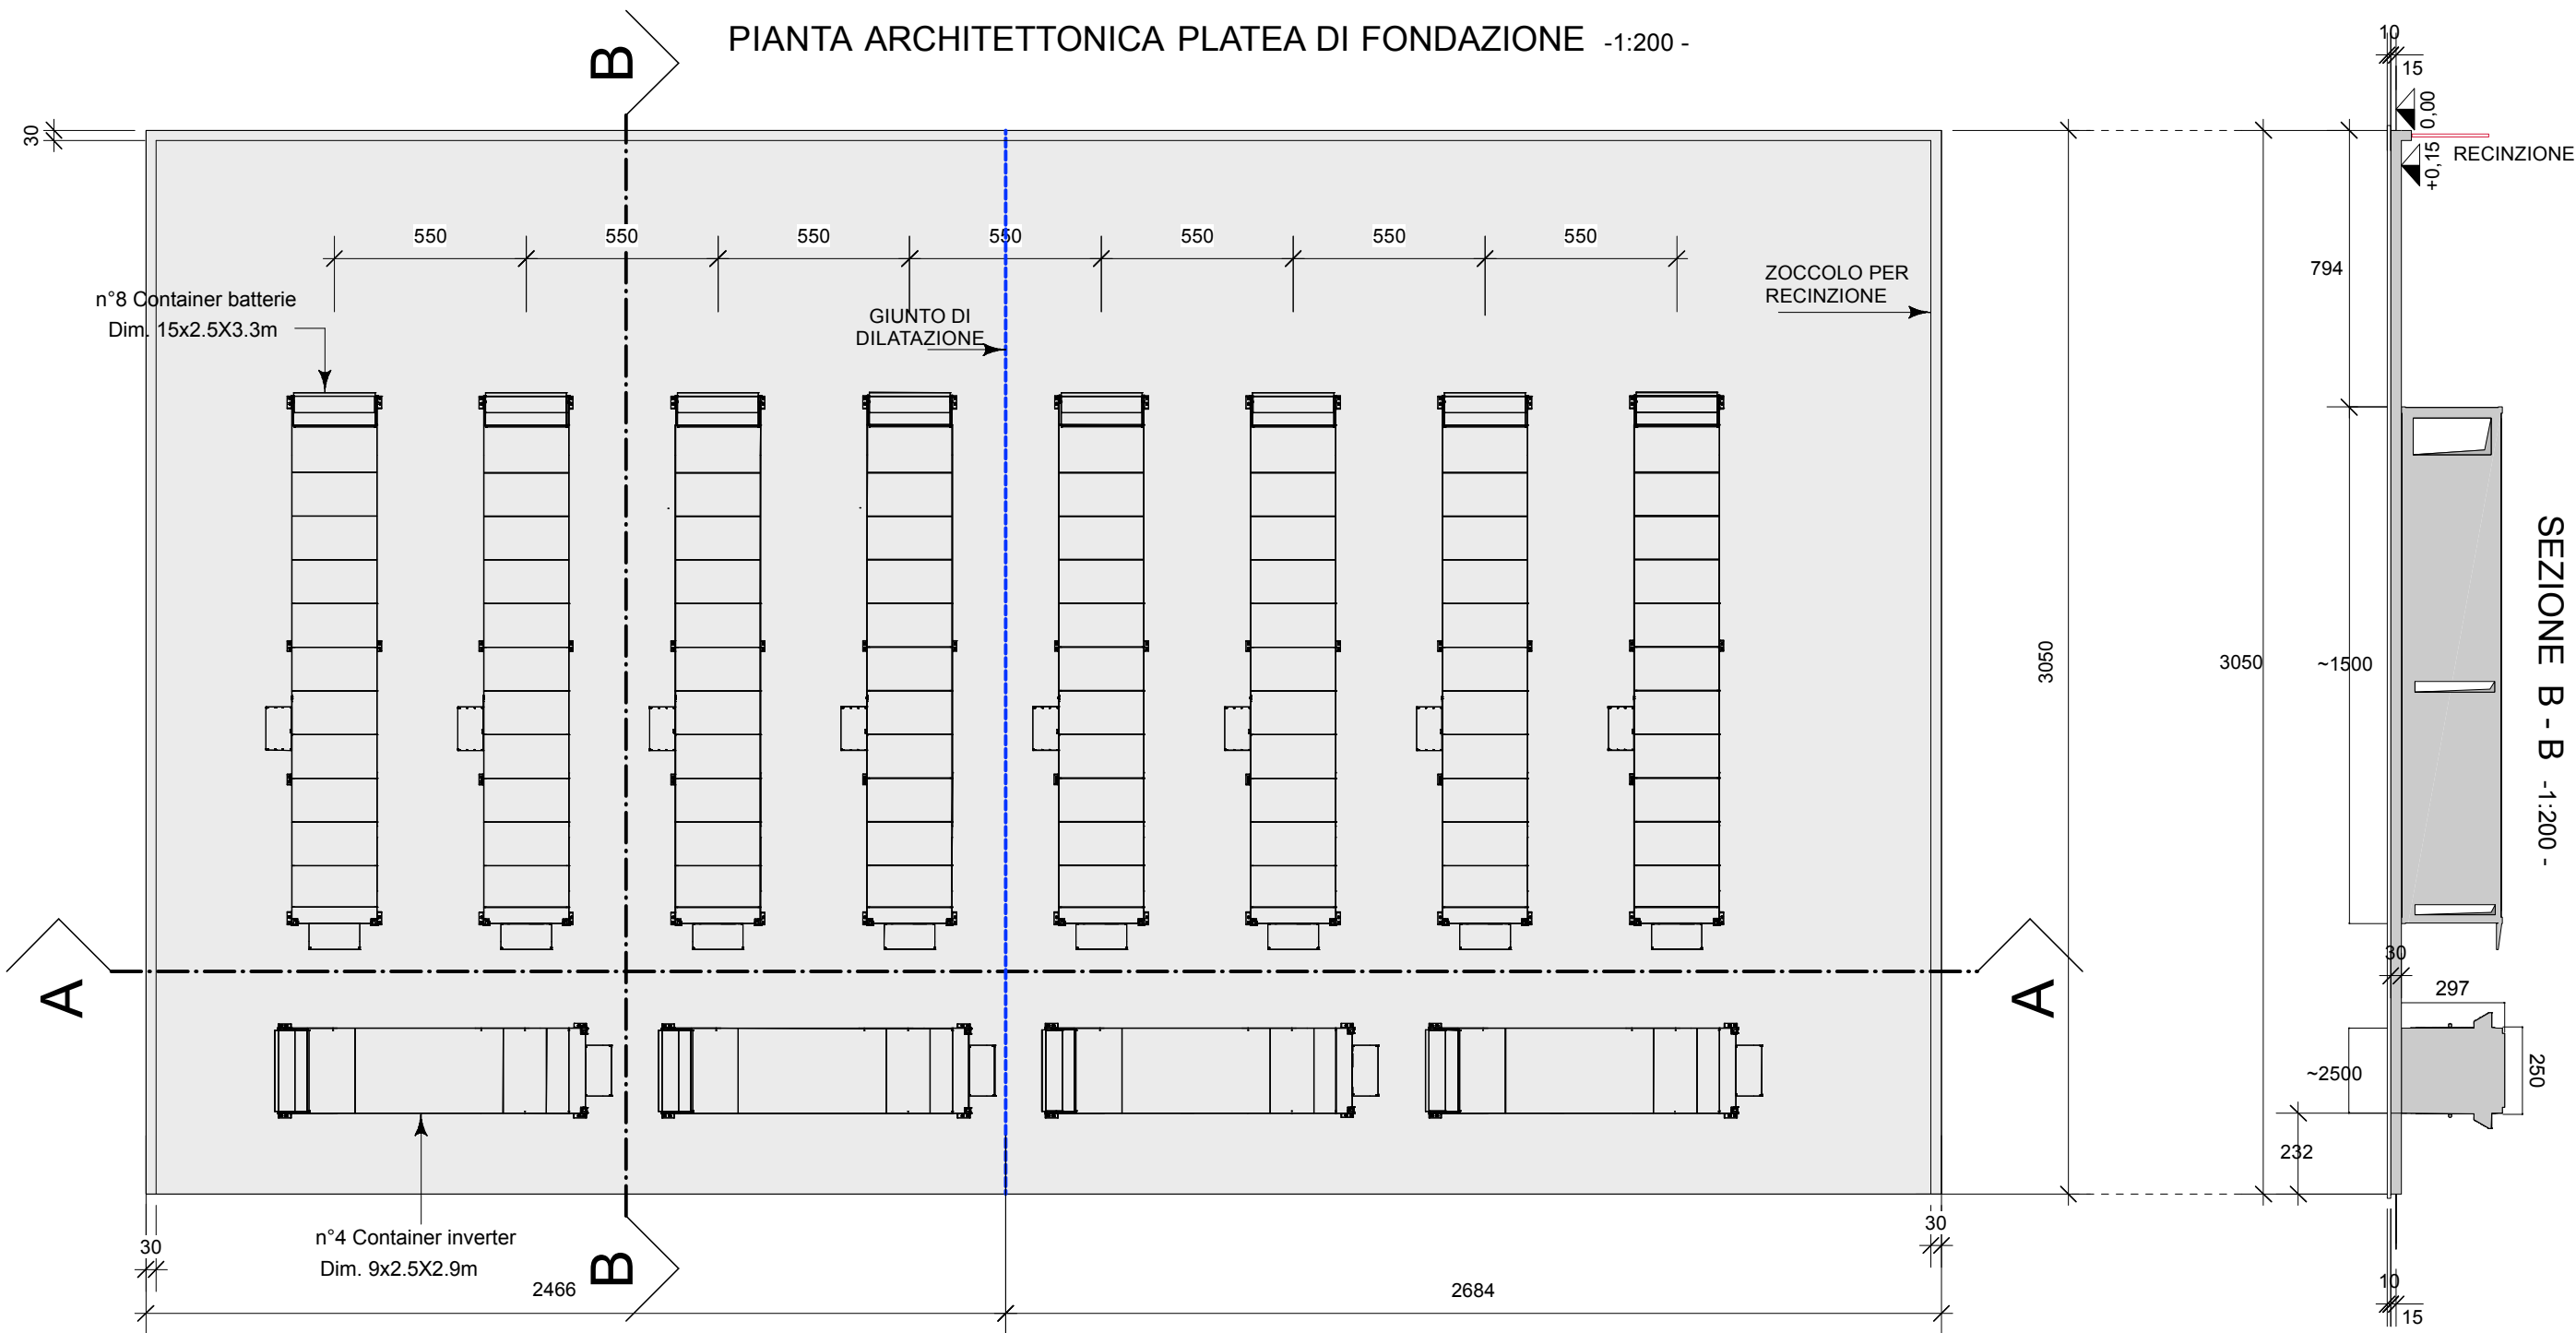 PIANTA ARCHITETTONICA PLATEA DI FONDAZIONE -1:200 -
B
10
15
0,00
+0,15
RECINZIONE
30
550
550
550
550
550
550
550
794
n°8 Container batterie
Dim. 15x2.5X3.3m
GIUNTO DI
DILATAZIONE
ZOCCOLO PER
RECINZIONE
3050
3050
~1500
SEZIONE B - B -1:200 -
A
A
30
297
~2500
250
232
n°4 Container inverter
Dim. 9x2.5X2.9m
30
30
B
2466
2684
10
15